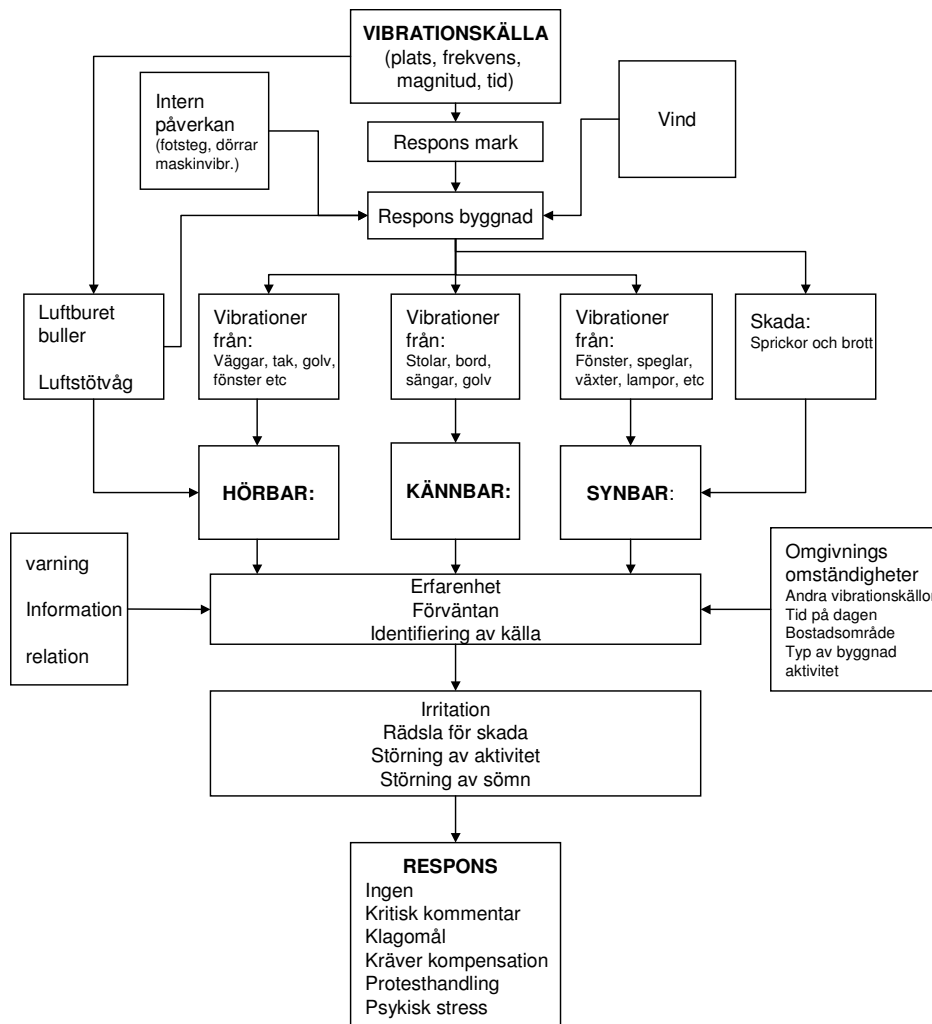 VIBRATIONSKÄLLA
(plats, frekvens,
magnitud, tid)
Intern
påverkan
(fotsteg, dörrar
maskinvibr.)
Vind
Respons mark
Respons byggnad
Luftburet
buller
Luftstötvåg
Vibrationer
från:
Väggar, tak, golv,
fönster etc
Vibrationer
från:
Stolar, bord,
sängar, golv
Vibrationer
från:
Fönster, speglar,
växter, lampor, etc
Skada:
Sprickor och brott
HÖRBAR:
KÄNNBAR:
SYNBAR:
varning
Information
relation
Erfarenhet
Förväntan
Identifiering av källa
Omgivnings
omständigheter
Andra vibrationskällor
Tid på dagen
Bostadsområde
Typ av byggnad
aktivitet
Irritation
Rädsla för skada
Störning av aktivitet
Störning av sömn
RESPONS
Ingen
Kritisk kommentar
Klagomål
Kräver kompensation
Protesthandling
Psykisk stress